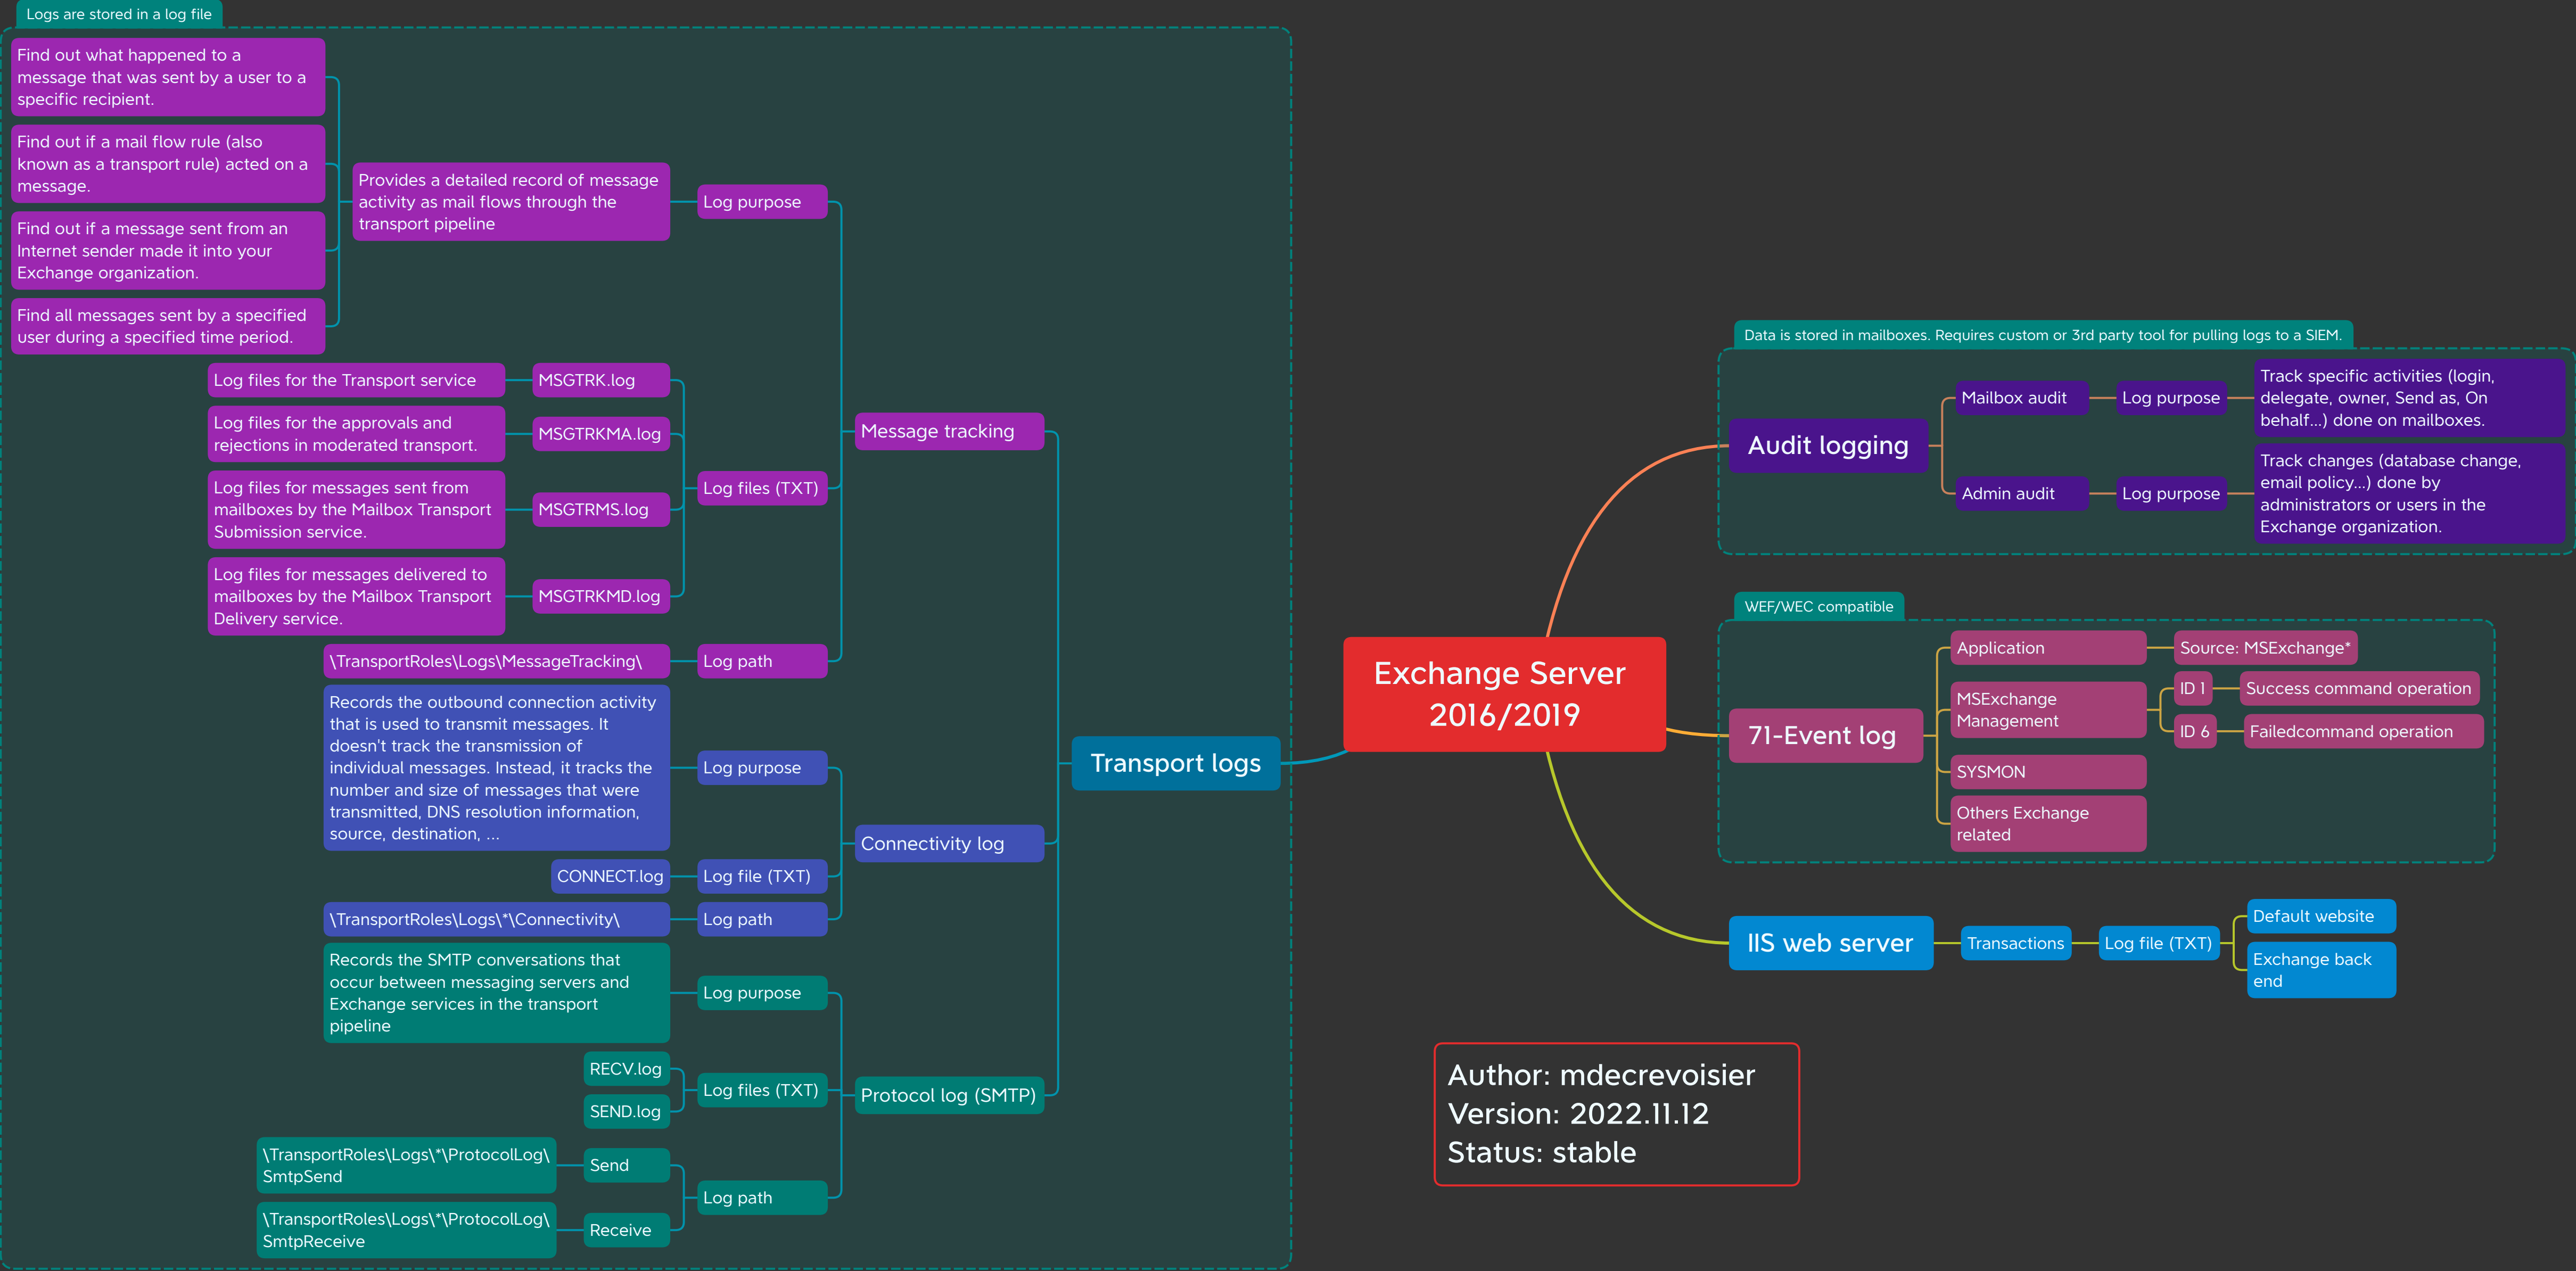 Logs are stored in a log file
Find out what happened to a
message that was sent by a user to a
specific recipient.
Find out if a mail flow rule (also
known as a transport rule) acted on a
message.
Find out if a message sent from an
Internet sender made it into your
Exchange organization.
Find all messages sent by a specified
user during a specified time period.
Provides a detailed record of message
activity as mail flows through the
transport pipeline
Log purpose
Log files for the Transport service
MSGTRK.log
Log files for the approvals and
rejections in moderated transport.
MSGTRKMA.log
Log files for messages sent from
mailboxes by the Mailbox Transport
Submission service.
MSGTRMS.log
Log files for messages delivered to
mailboxes by the Mailbox Transport
Delivery service.
MSGTRKMD.log
Log files (TXT)
\TransportRoles\Logs\MessageTracking\
Log path
Message tracking
Records the outbound connection activity
that is used to transmit messages. It
doesn't track the transmission of
individual messages. Instead, it tracks the
number and size of messages that were
transmitted, DNS resolution information,
source, destination, ...
Log purpose
CONNECT.log
Log file (TXT)
\TransportRoles\Logs\*\Connectivity\
Log path
Connectivity log
Records the SMTP conversations that
occur between messaging servers and
Exchange services in the transport
pipeline
Log purpose
RECV.log
SEND.log
Log files (TXT)
\TransportRoles\Logs\*\ProtocolLog\
SmtpSend
Send
\TransportRoles\Logs\*\ProtocolLog\
SmtpReceive
Receive
Log path
Protocol log (SMTP)
Transport logs
Exchange Server
2016/2019
Data is stored in mailboxes. Requires custom or 3rd party tool for pulling logs to a SIEM.
Audit logging
Mailbox audit
Log purpose
Track specific activities (login,
delegate, owner, Send as, On
behalf...) done on mailboxes.
Admin audit
Log purpose
Track changes (database change,
email policy...) done by
administrators or users in the
Exchange organization.
WEF/WEC compatible
71-Event log
Application
Source: MSExchange*
MSExchange
Management
ID 1
Success command operation
ID 6
Failedcommand operation
SYSMON
Others Exchange
related
IIS web server
Transactions
Log file (TXT)
Default website
Exchange back
end
Author: mdecrevoisier
Version: 2022.11.12
Status: stable